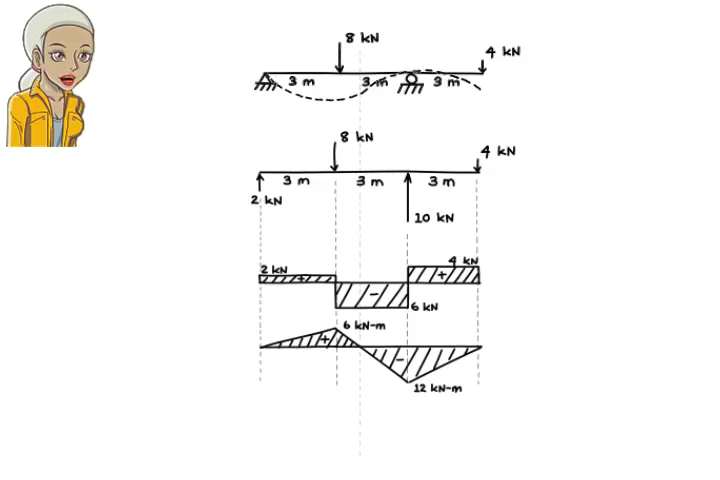 8 kN
4 kN
3 m 3 m 3 m
8 kN
4 kN
3 m 3 m 3 m
2 kN
10 kN
4 kN
2 kN
+
+
−
6 kN
6 kN-m
+
−
12 kN-m